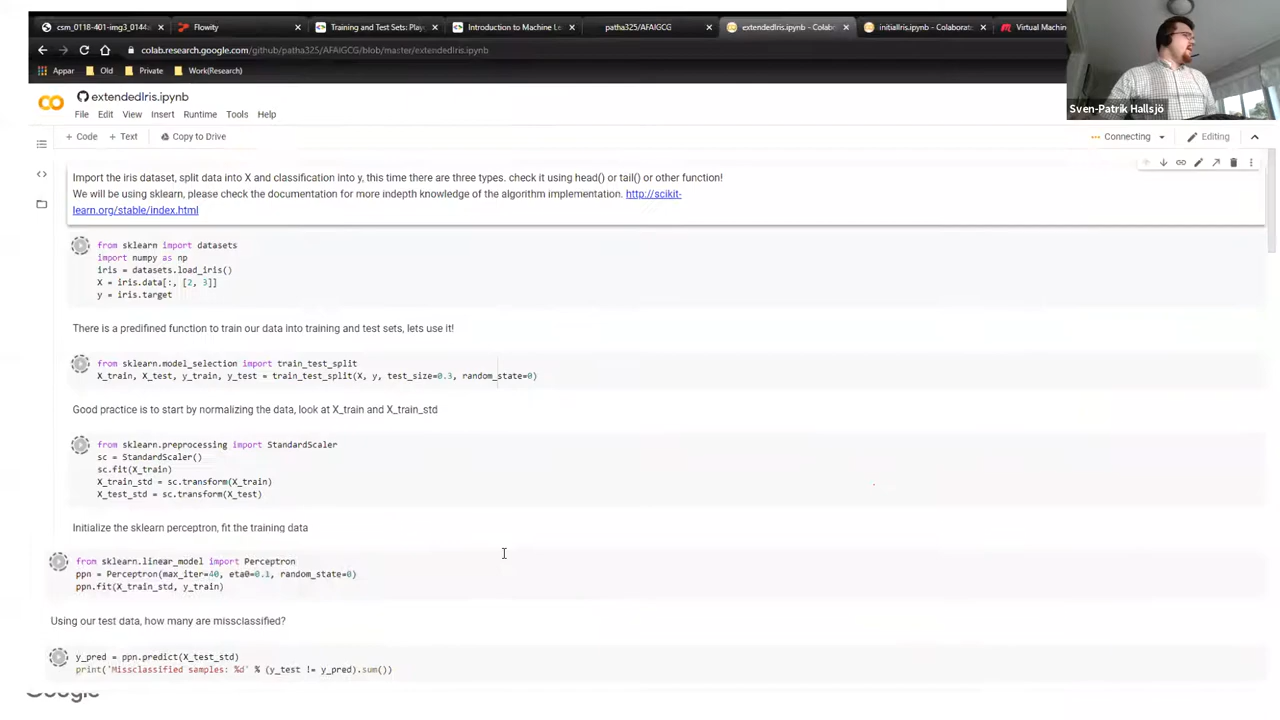 csm_0118-401-img3_0144a
Flowity
Training and Test Sets: Play
Introduction to Machine Le
patha325/AFAIGCG
extendedIris.ipynb - Colab
initialIris.ipynb - Colaborat
Virtual Machin
colab.research.google.com/github/patha325/AFAIGCG/blob/master/extendedIris.ipynb
Appar
Old
Private
Work(Research)
Sven-Patrik Hallsjö
extendedIris.ipynb
File Edit View Insert Runtime Tools Help
+ Code + Text Copy to Drive
Connecting
Editing
Import the iris dataset, split data into X and classification into y, this time there are three types. check it using head() or tail() or other function!
We will be using sklearn, please check the documentation for more indepth knowledge of the algorithm implementation. http://scikit-
learn.org/stable/index.html
from sklearn import datasets
import numpy as np
iris = datasets.load_iris()
X = iris.data[:, [2, 3]]
y = iris.target
There is a predifined function to train our data into training and test sets, lets use it!
from sklearn.model_selection import train_test_split
X_train, X_test, y_train, y_test = train_test_split(X, y, test_size=0.3, random_state=0)
Good practice is to start by normalizing the data, look at X_train and X_train_std
from sklearn.preprocessing import StandardScaler
sc = StandardScaler()
sc.fit(X_train)
X_train_std = sc.transform(X_train)
X_test_std = sc.transform(X_test)
Initialize the sklearn perceptron, fit the training data
from sklearn.linear_model import Perceptron
ppn = Perceptron(max_iter=40, eta0=0.1, random_state=0)
ppn.fit(X_train_std, y_train)
Using our test data, how many are missclassified?
y_pred = ppn.predict(X_test_std)
print('Missclassified samples: %d' % (y_test != y_pred).sum())
Google